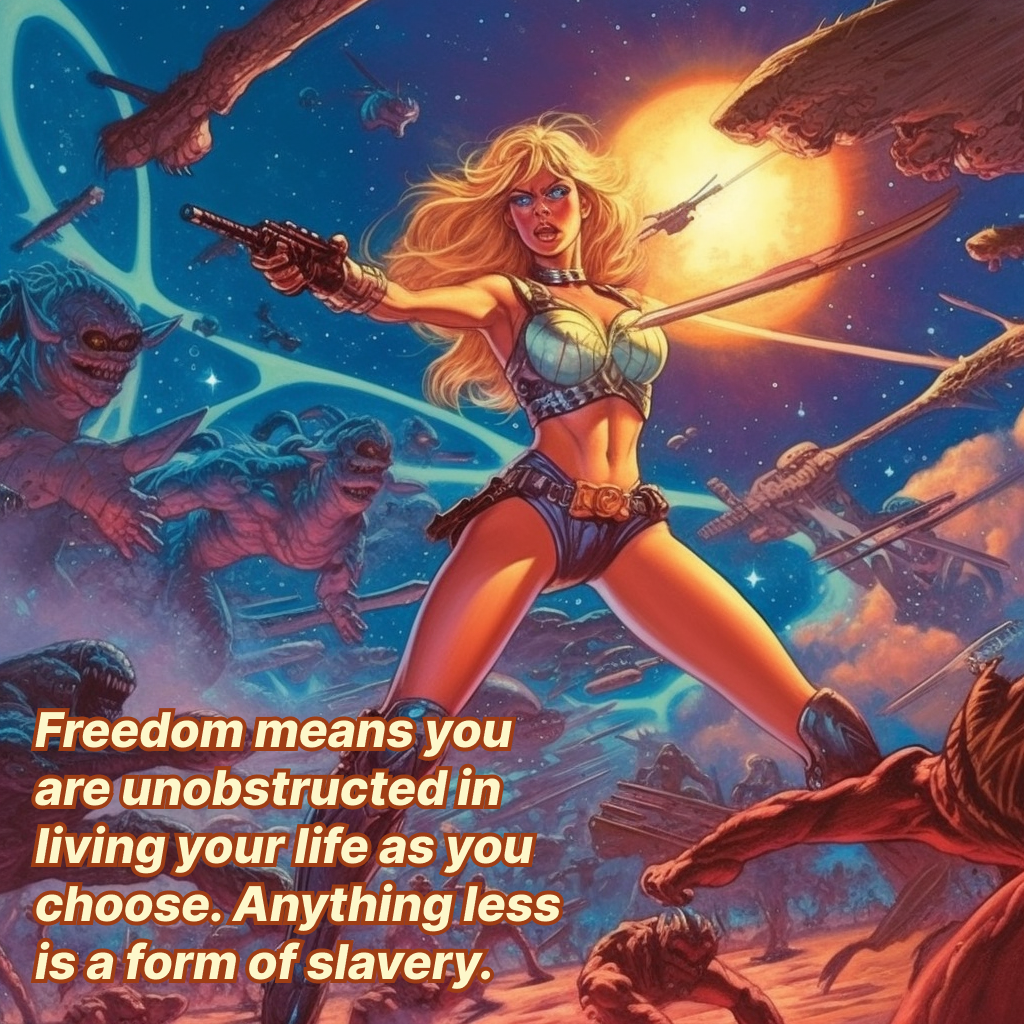 Freedom means you
are unobstructed in
living your life as you
choose. Anything less
is a form of slavery.